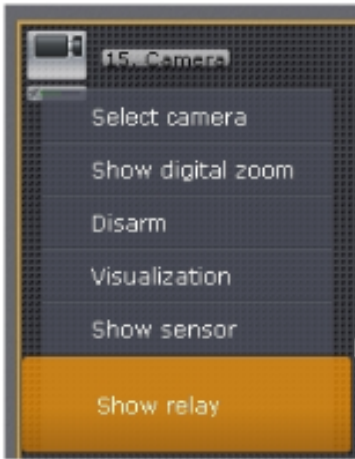 15. Camera
Select camera
Show digital zoom
Disarm
Visualization
Show sensor
Show relay